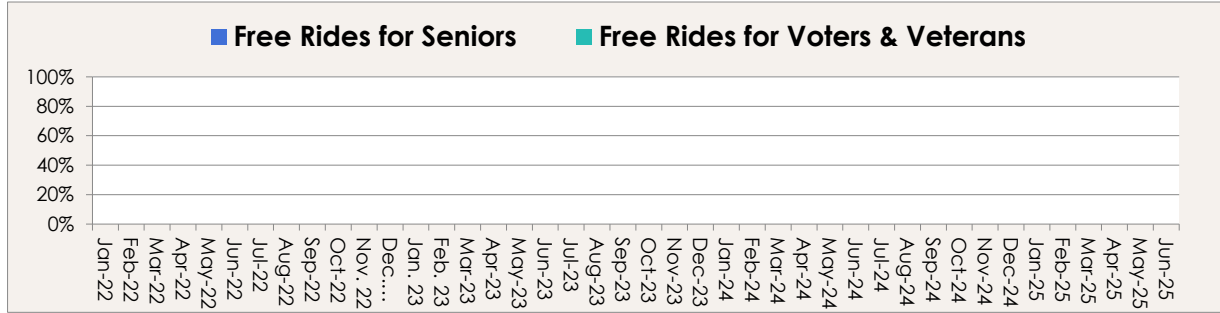 Free Rides for Seniors Free Rides for Voters & Veterans
100%
80%
60%
40%
20%
0%
Jan-22
Feb-22
Mar-22
Apr-22
May-22
Jun-22
Jul-22
Aug-22
Sep-22
Oct-22
Nov. 22
Dec....
Jan. 23
Feb. 23
Mar-23
Apr-23
May-23
Jun-23
Jul-23
Aug-23
Sep-23
Oct-23
Nov-23
Dec-23
Jan-24
Feb-24
Mar-24
Apr-24
May-24
Jun-24
Jul-24
Aug-24
Sep-24
Oct-24
Nov-24
Dec-24
Jan-25
Feb-25
Mar-25
Apr-25
May-25
Jun-25